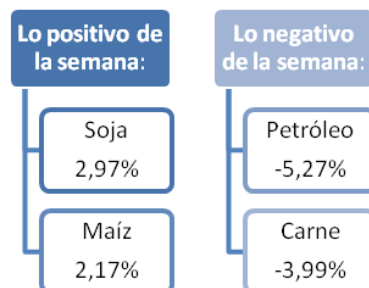 Lo positivo de
la semana:
Soja
2,97%
Maíz
2,17%
Lo negativo
de la semana:
Petróleo
-5,27%
Carne
-3,99%